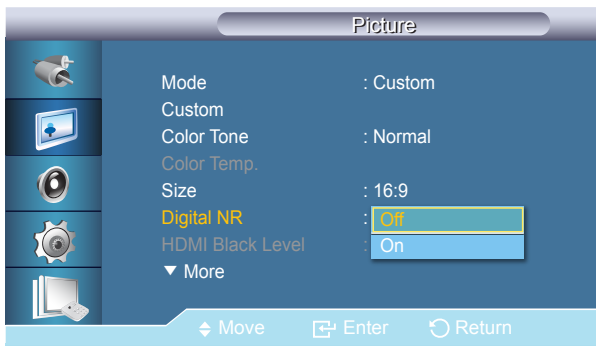 Picture
Mode : Custom
Custom
Color Tone : Normal
Color Temp.
Size : 16:9
Digital NR : Off
HDMI Black Level : On
▼ More
Move Enter Return